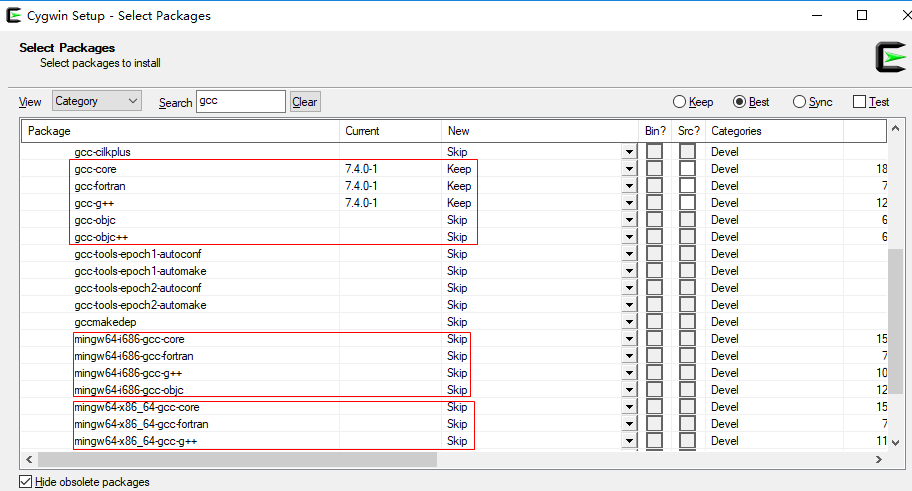 Cygwin Setup - Select Packages
Select Packages
Select packages to install
View Category Search gcc Clear Keep Best Sync Test
Package Current New Bin? Src? Categories
gcc-cilkplus Skip Devel
gcc-core 7.4.0-1 Keep Devel 18
gcc-fortran 7.4.0-1 Keep Devel 7
gcc-g++ 7.4.0-1 Keep Devel 12
gcc-objc Skip Devel 6
gcc-objc++ Skip Devel 6
gcc-tools-epoch1-autoconf Skip Devel
gcc-tools-epoch1-automake Skip Devel
gcc-tools-epoch2-autoconf Skip Devel
gcc-tools-epoch2-automake Skip Devel
gccmakedep Skip Devel
mingw64-i686-gcc-core Skip Devel 15
mingw64-i686-gcc-fortran Skip Devel 7
mingw64-i686-gcc-g++ Skip Devel 10
mingw64-i686-gcc-objc Skip Devel 12
mingw64-x86_64-gcc-core Skip Devel 15
mingw64-x86_64-gcc-fortran Skip Devel 7
mingw64-x86_64-gcc-g++ Skip Devel 11
Hide obsolete packages